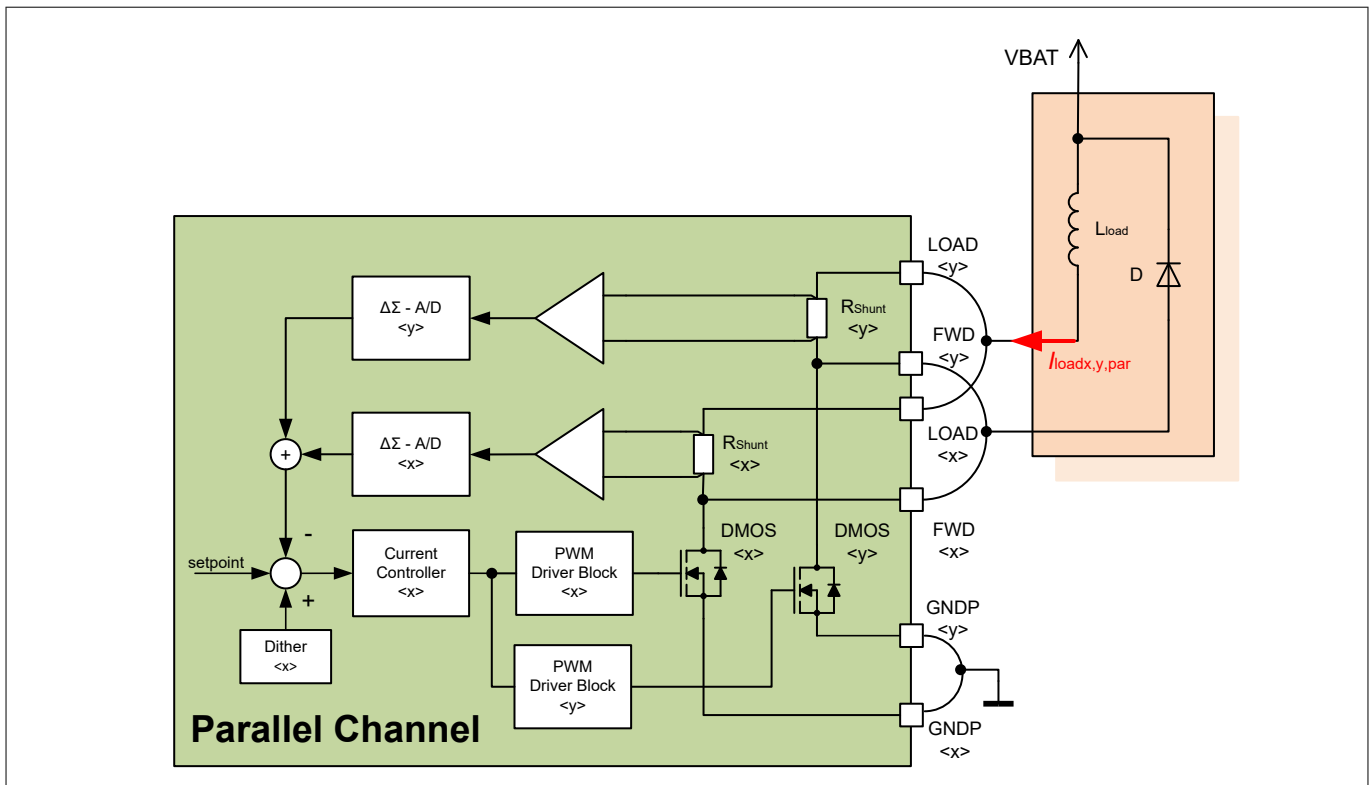 VBAT
Lload
D
Iloadx,y,par
LOAD
<y>
FWD
<y>
LOAD
<x>
FWD
<x>
GNDP
<y>
GNDP
<x>
ΔΣ - A/D
<y>
RShunt
<y>
ΔΣ - A/D
<x>
RShunt
<x>
+
-
setpoint
+
Current
Controller
<x>
PWM
Driver Block
<x>
DMOS
<x>
DMOS
<y>
Dither
<x>
PWM
Driver Block
<y>
Parallel Channel